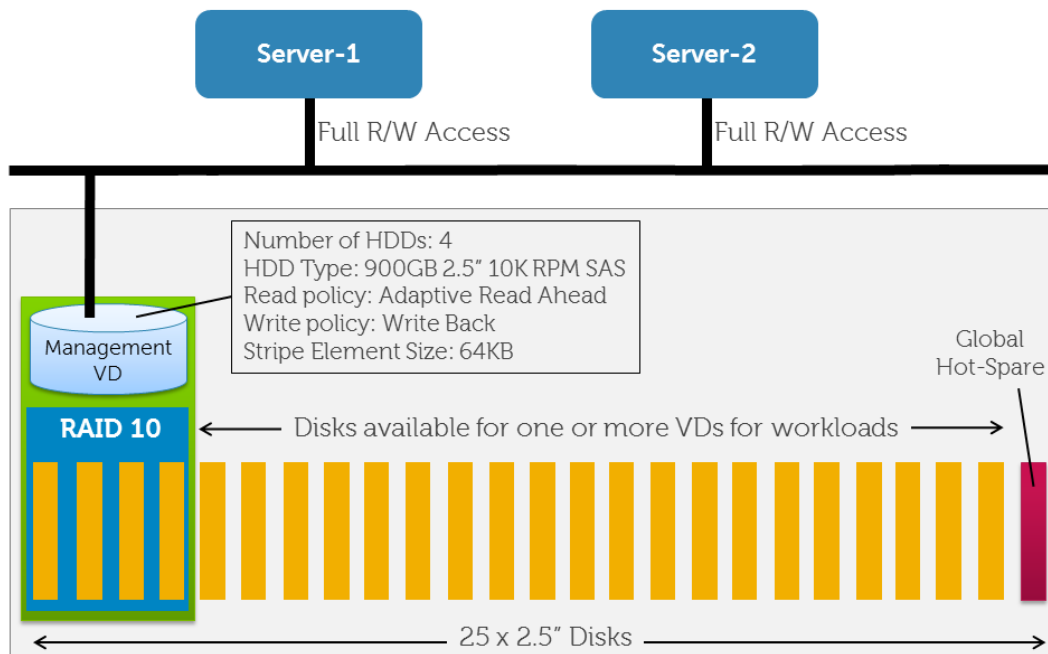 Server-1
Server-2
Full R/W Access
Full R/W Access
Number of HDDs: 4
HDD Type: 900GB 2.5” 10K RPM SAS
Read policy: Adaptive Read Ahead
Write policy: Write Back
Stripe Element Size: 64KB
Management
VD
Global
Hot-Spare
RAID 10
Disks available for one or more VDs for workloads
25 x 2.5” Disks